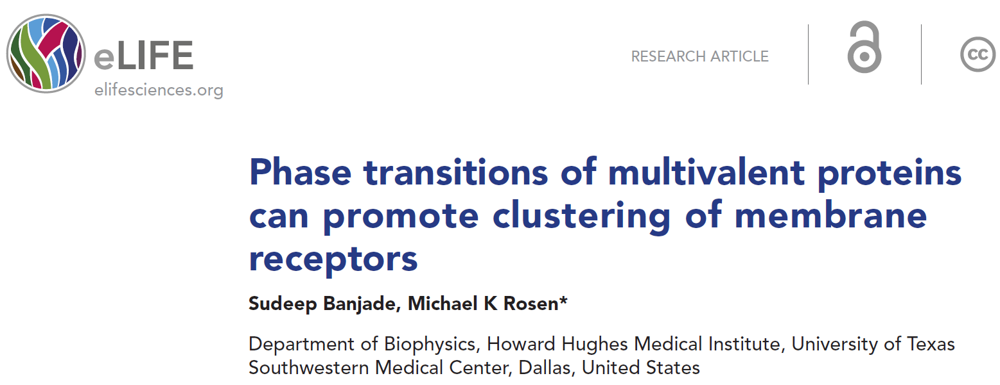 eLIFE
elifesciences.org
RESEARCH ARTICLE
cc
Phase transitions of multivalent proteins
can promote clustering of membrane
receptors
Sudeep Banjade, Michael K Rosen*
Department of Biophysics, Howard Hughes Medical Institute, University of Texas
Southwestern Medical Center, Dallas, United States